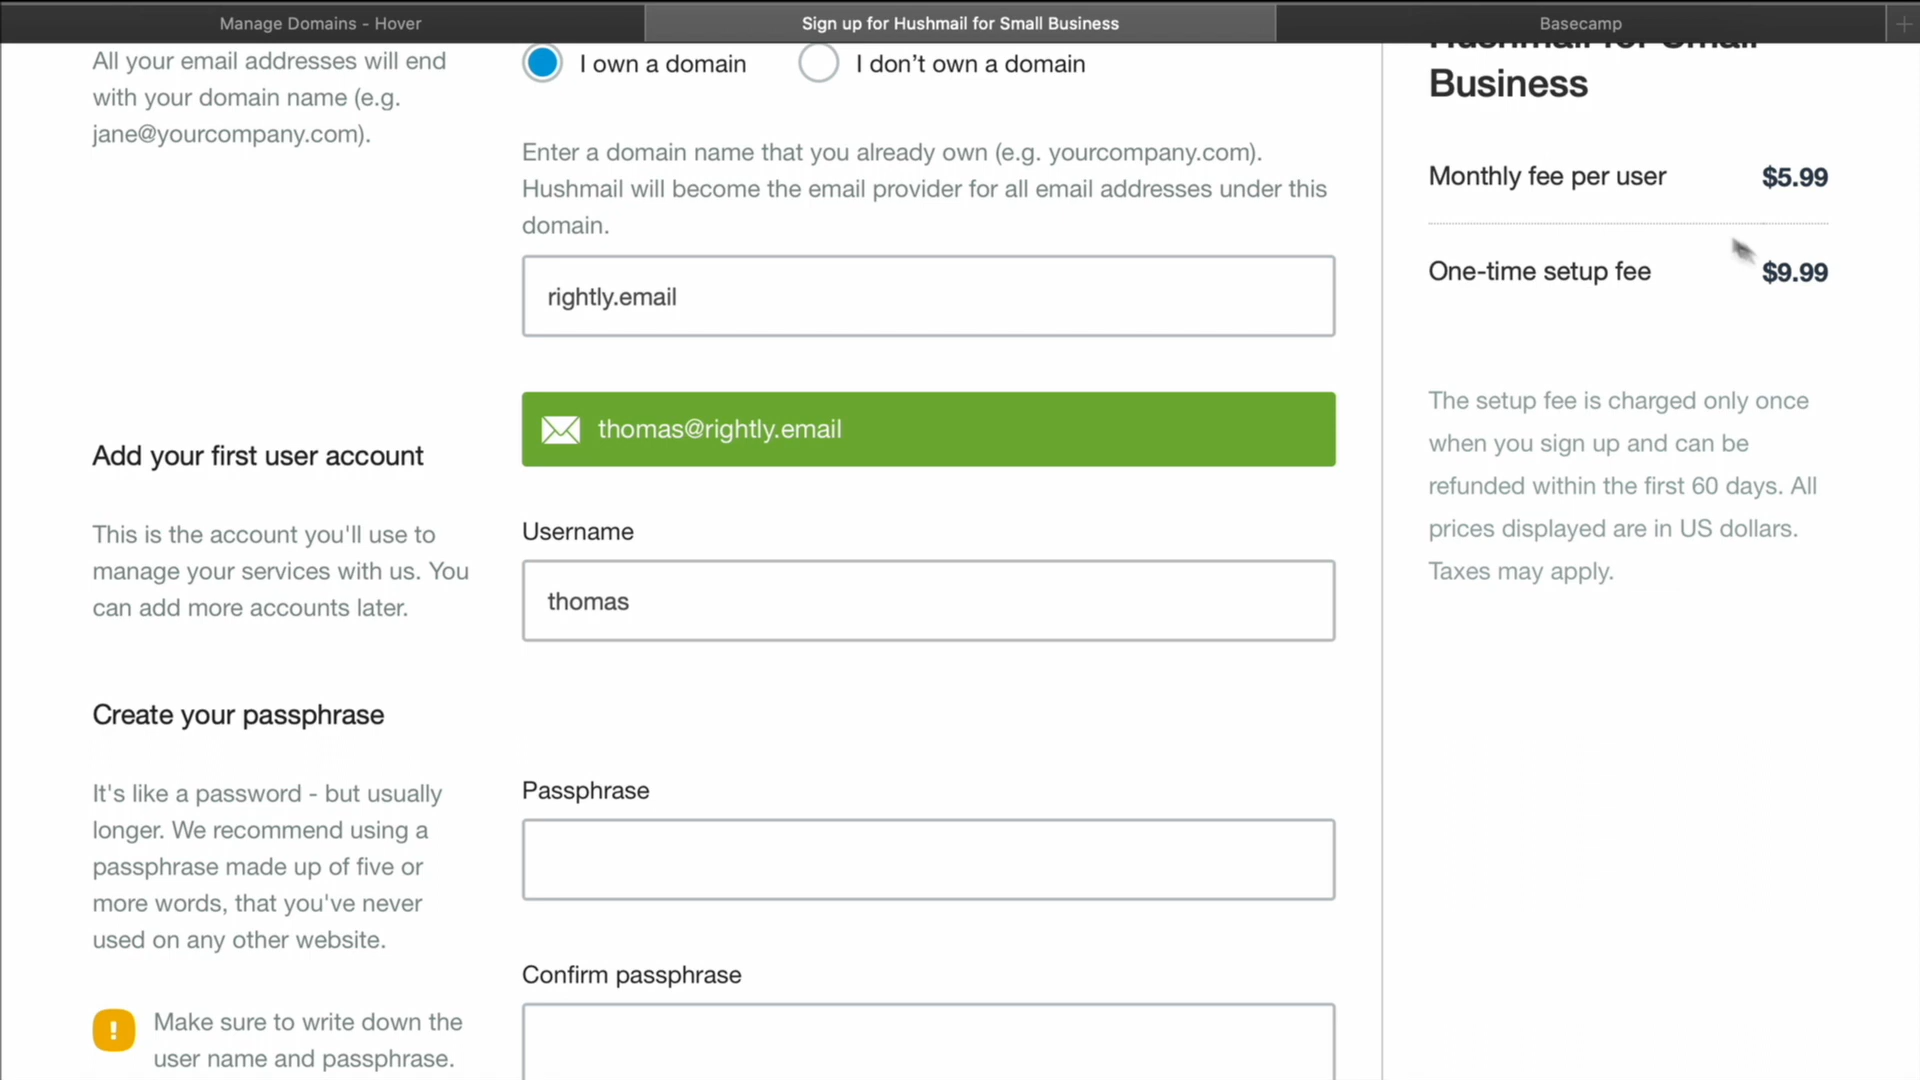 Manage Domains - Hover
Sign up for Hushmail for Small Business
Basecamp
All your email addresses will end
with your domain name (e.g.
jane@yourcompany.com).
I own a domain
I don’t own a domain
Enter a domain name that you already own (e.g. yourcompany.com).
Hushmail will become the email provider for all email addresses under this
domain.
rightly.email
thomas@rightly.email
Add your first user account
This is the account you'll use to
manage your services with us. You
can add more accounts later.
Username
thomas
Create your passphrase
It's like a password - but usually
longer. We recommend using a
passphrase made up of five or
more words, that you've never
used on any other website.
Passphrase
Confirm passphrase
!
Make sure to write down the
user name and passphrase.
Hushmail for Small
Business
Monthly fee per user
$5.99
One-time setup fee
$9.99
The setup fee is charged only once
when you sign up and can be
refunded within the first 60 days. All
prices displayed are in US dollars.
Taxes may apply.